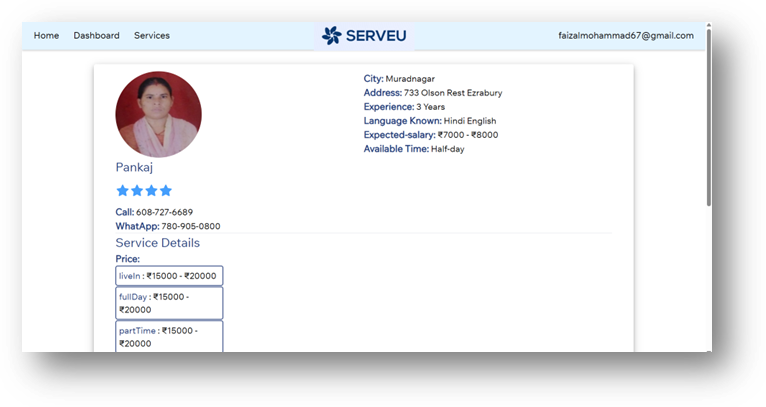 Home Dashboard Services SERVEU faizalmohammad67@gmail.com
Pankaj
Call: 608-727-6689
WhatApp: 780-905-0800
City: Muradnagar
Address: 733 Olson Rest Ezrabury
Experience: 3 Years
Language Known: Hindi English
Expected-salary: ₹7000 - ₹8000
Available Time: Half-day
Service Details
Price:
liveIn : ₹15000 - ₹20000
fullDay : ₹15000 -
₹20000
partTime : ₹15000 -
₹20000